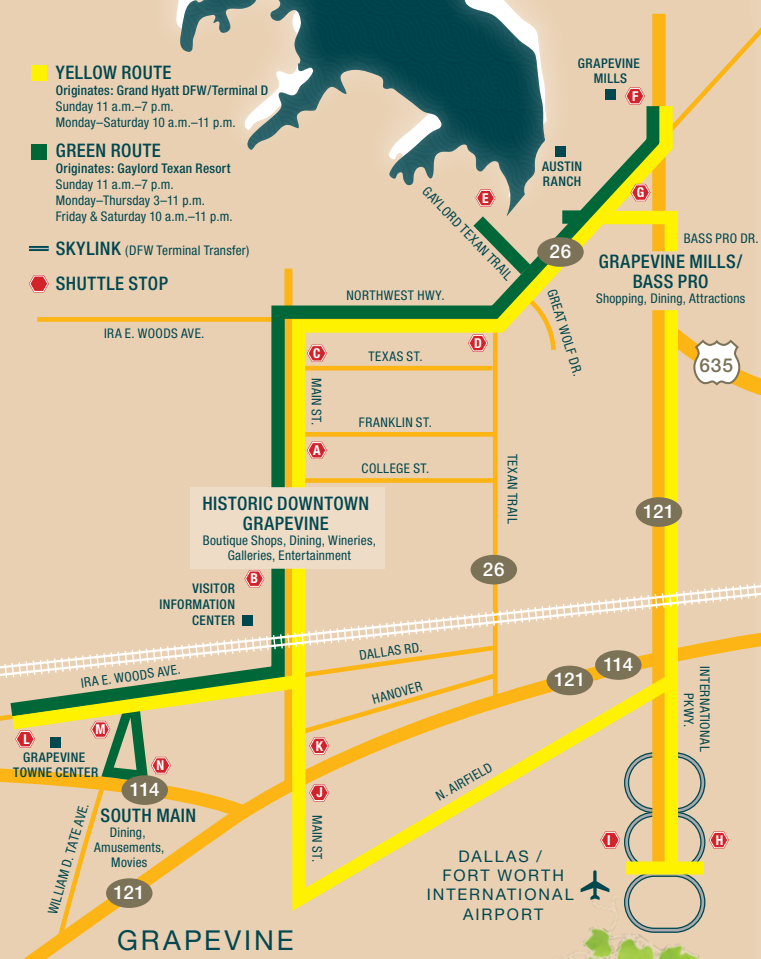 YELLOW ROUTE
Originates: Grand Hyatt DFW/Terminal D
Sunday 11 a.m.–7 p.m.
Monday–Saturday 10 a.m.–11 p.m.
GREEN ROUTE
Originates: Gaylord Texan Resort
Sunday 11 a.m.–7 p.m.
Monday–Thursday 3–11 p.m.
Friday & Saturday 10 a.m.–11 p.m.
SKYLINK (DFW Terminal Transfer)
SHUTTLE STOP
GRAPEVINE
MILLS
F
AUSTIN
RANCH
G
E
GAYLORD TEXAN TRAIL
26
BASS PRO DR.
GRAPEVINE MILLS/
BASS PRO
Shopping, Dining, Attractions
NORTHWEST HWY.
GREAT WOLF DR.
IRA E. WOODS AVE.
D
C
TEXAS ST.
635
MAIN ST.
FRANKLIN ST.
A
COLLEGE ST.
TEXAN TRAIL
HISTORIC DOWNTOWN
GRAPEVINE
Boutique Shops, Dining, Wineries,
Galleries, Entertainment
121
26
B
VISITOR
INFORMATION
CENTER
DALLAS RD.
IRA E. WOODS AVE.
HANOVER
121
114
INTERNATIONAL
PKWY.
L
M
GRAPEVINE
TOWNE CENTER
N
K
114
J
N. AIRFIELD
SOUTH MAIN
Dining,
Amusements,
Movies
MAIN ST.
WILLIAM D. TATE AVE.
121
I
H
DALLAS /
FORT WORTH
INTERNATIONAL
AIRPORT
GRAPEVINE